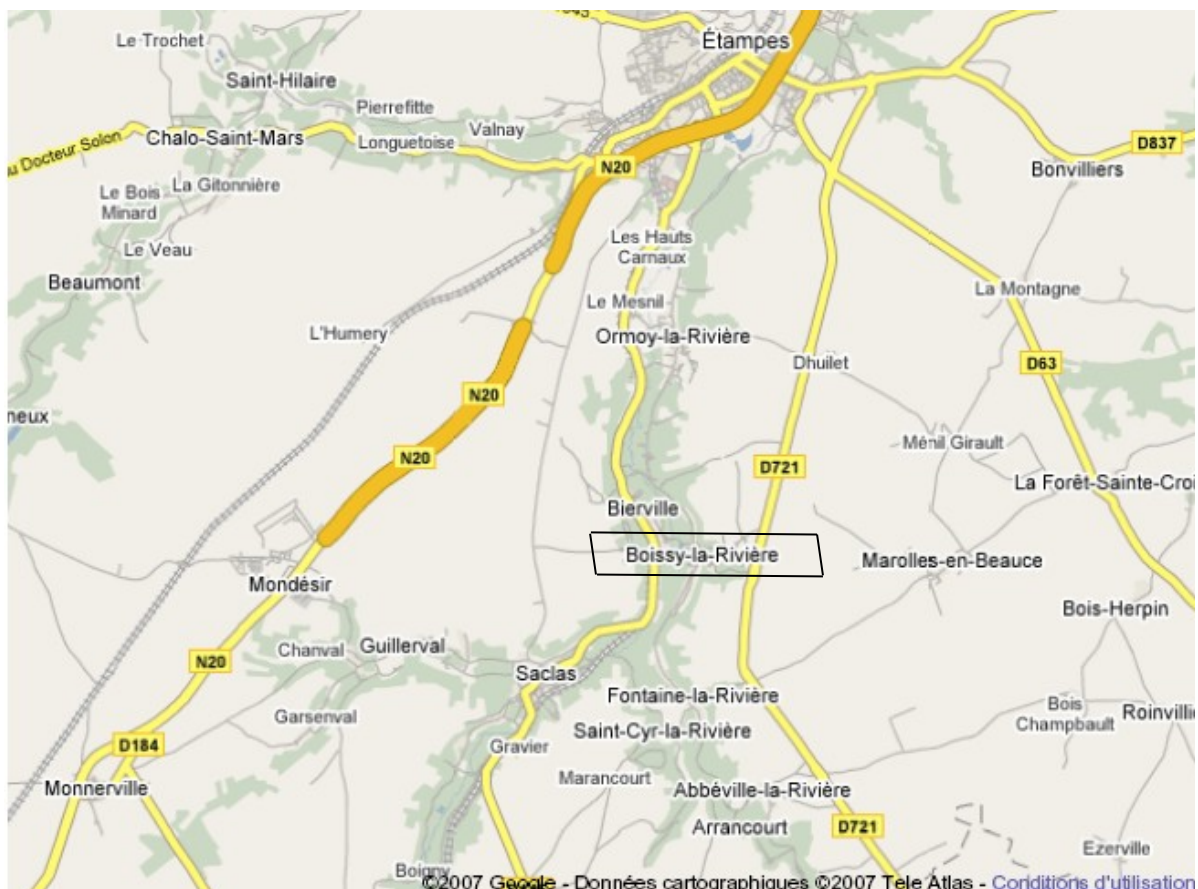 Le Trochet
Étampes
Saint-Hilaire
Pierrefitte
Valnay
Chalo-Saint-Mars
Longuetoise
D837
Docteur Solon
N20
Bonvilliers
La Gitonnière
Le Bois
Minard
Le Veau
Les Hauts
Carnaux
Beaumont
La Montagne
Le Mesnil
L'Humery
Ormoy-la-Rivière
Dhuilet
D63
N20
neux
Ménil Girault
N20
D721
La Forêt-Sainte-Croi
Bierville
Boissy-la-Rivière
Marolles-en-Beauce
Mondésir
Bois-Herpin
Chanval
Guillerval
N20
Saclas
Fontaine-la-Rivière
Bois
Champbault
Roinvillie
Garsenval
Saint-Cyr-la-Rivière
D184
Gravier
Marancourt
Monnerville
Abbéville-la-Rivière
Arrancourt
D721
Ezerville
Boigny
©2007 Google - Données cartographiques ©2007 Tele Atlas - Conditions d'utilisation